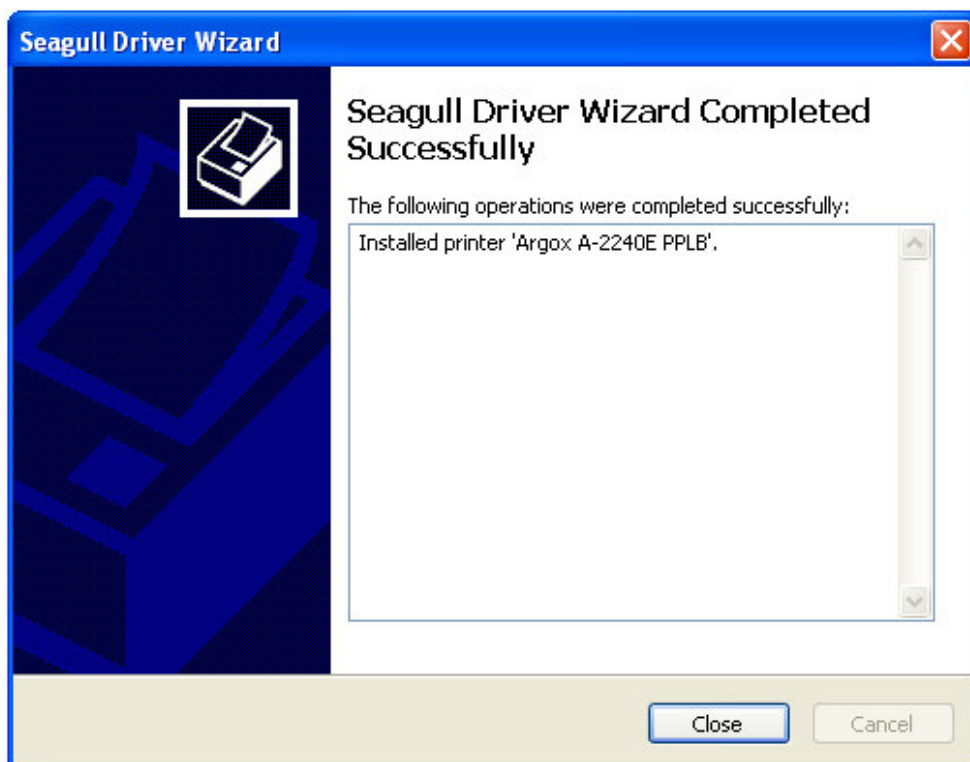 Seagull Driver Wizard
Seagull Driver Wizard Completed
Successfully
The following operations were completed successfully:
Installed printer 'Argox A-2240E PPLB'.
Close
Cancel